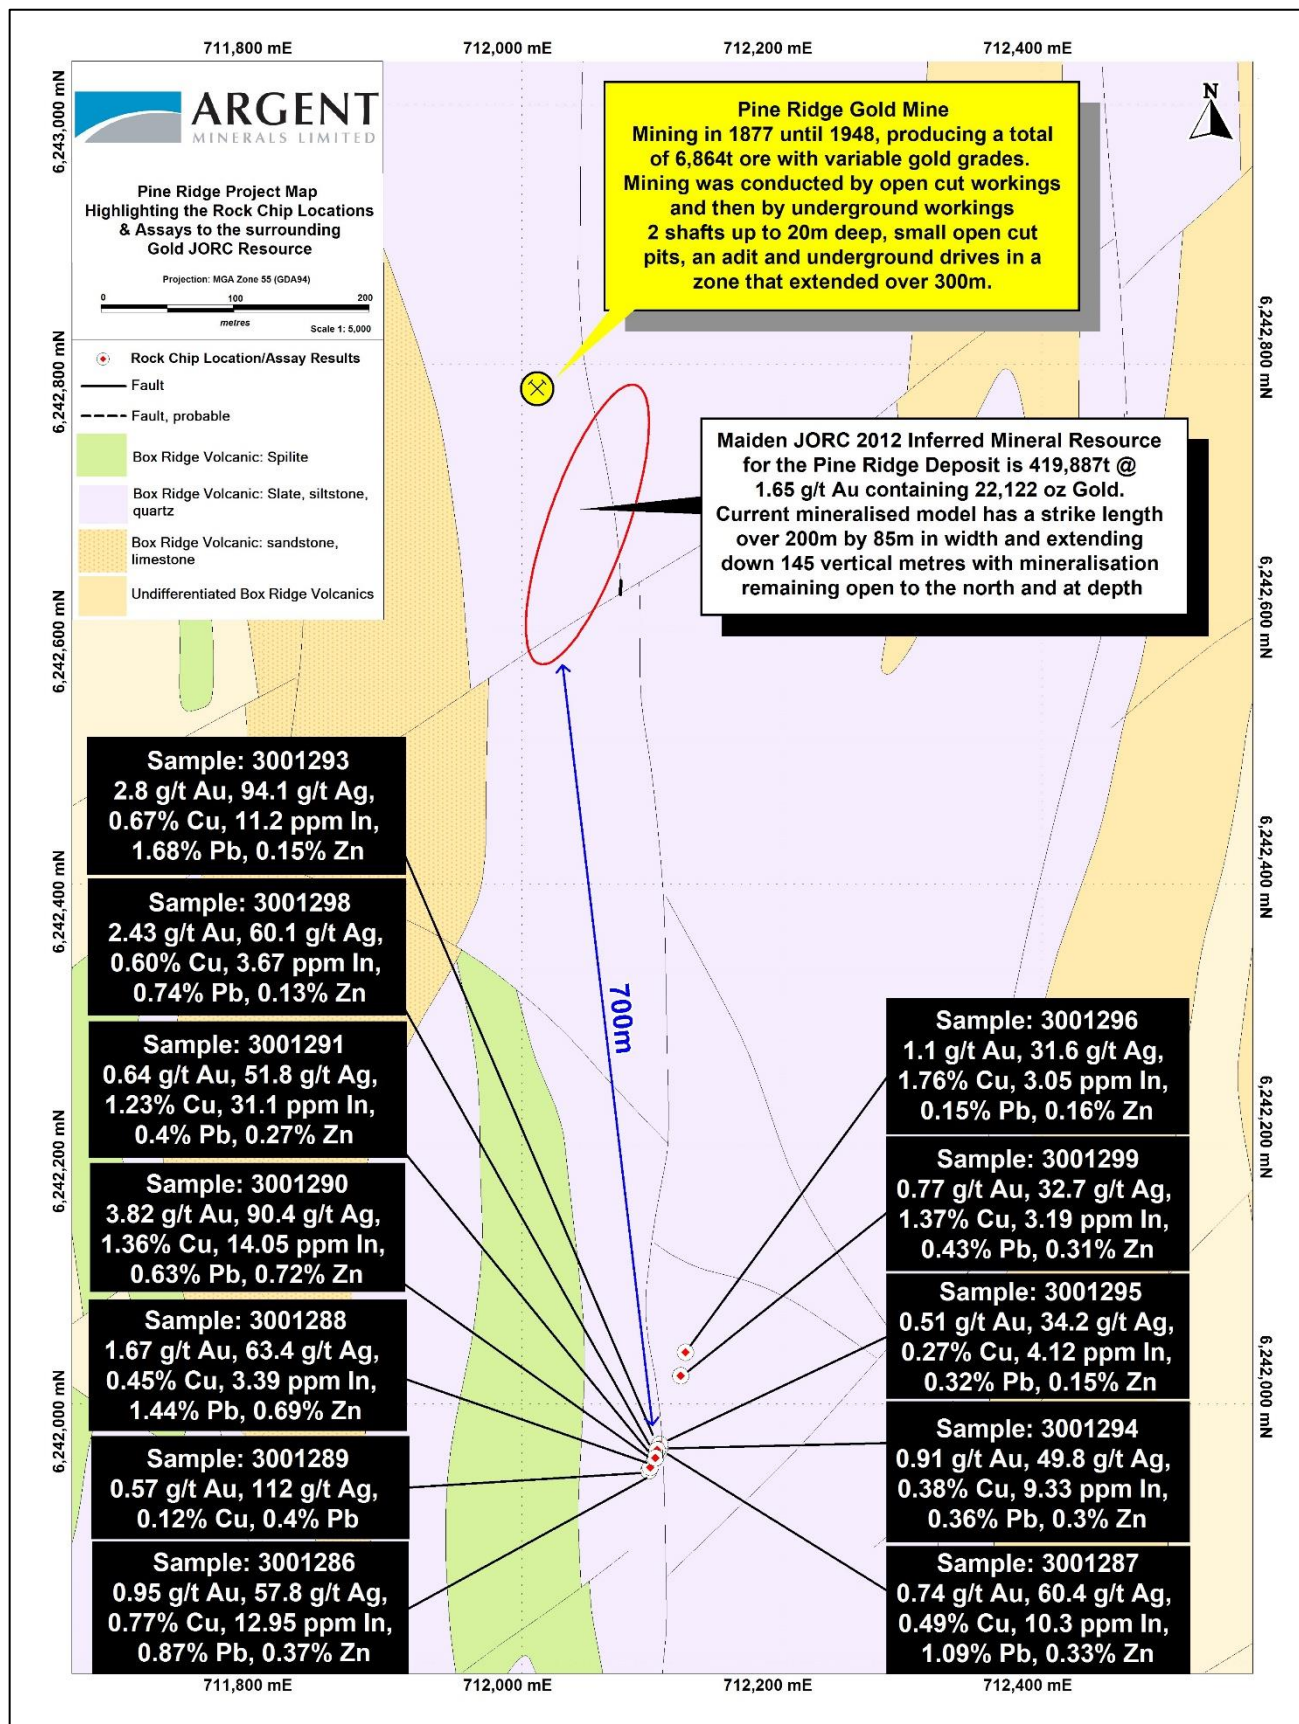 711,800 mE
712,000 mE
712,200 mE
712,400 mE
6,243,000 mN
6,242,800 mN
6,242,600 mN
6,242,400 mN
6,242,200 mN
6,242,000 mN
ARGENT
MINERALS LIMITED
Pine Ridge Project Map
Highlighting the Rock Chip Locations
& Assays to the surrounding
Gold JORC Resource
Projection: MGA Zone 55 (GDA94)
0 100 200
metres
Scale 1: 5,000
Rock Chip Location/Assay Results
Fault
Fault, probable
Box Ridge Volcanic: Spilite
Box Ridge Volcanic: Slate, siltstone,
quartz
Box Ridge Volcanic: sandstone,
limestone
Undifferentiated Box Ridge Volcanics
Pine Ridge Gold Mine
Mining in 1877 until 1948, producing a total
of 6,864t ore with variable gold grades.
Mining was conducted by open cut workings
and then by underground workings
2 shafts up to 20m deep, small open cut
pits, an adit and underground drives in a
zone that extended over 300m.
N
Maiden JORC 2012 Inferred Mineral Resource
for the Pine Ridge Deposit is 419,887t @
1.65 g/t Au containing 22,122 oz Gold.
Current mineralised model has a strike length
over 200m by 85m in width and extending
down 145 vertical metres with mineralisation
remaining open to the north and at depth
700m
Sample: 3001293
2.8 g/t Au, 94.1 g/t Ag,
0.67% Cu, 11.2 ppm In,
1.68% Pb, 0.15% Zn
Sample: 3001298
2.43 g/t Au, 60.1 g/t Ag,
0.60% Cu, 3.67 ppm In,
0.74% Pb, 0.13% Zn
Sample: 3001291
0.64 g/t Au, 51.8 g/t Ag,
1.23% Cu, 31.1 ppm In,
0.4% Pb, 0.27% Zn
Sample: 3001290
3.82 g/t Au, 90.4 g/t Ag,
1.36% Cu, 14.05 ppm In,
0.63% Pb, 0.72% Zn
Sample: 3001288
1.67 g/t Au, 63.4 g/t Ag,
0.45% Cu, 3.39 ppm In,
1.44% Pb, 0.69% Zn
Sample: 3001289
0.57 g/t Au, 112 g/t Ag,
0.12% Cu, 0.4% Pb
Sample: 3001286
0.95 g/t Au, 57.8 g/t Ag,
0.77% Cu, 12.95 ppm In,
0.87% Pb, 0.37% Zn
Sample: 3001296
1.1 g/t Au, 31.6 g/t Ag,
1.76% Cu, 3.05 ppm In,
0.15% Pb, 0.16% Zn
Sample: 3001299
0.77 g/t Au, 32.7 g/t Ag,
1.37% Cu, 3.19 ppm In,
0.43% Pb, 0.31% Zn
Sample: 3001295
0.51 g/t Au, 34.2 g/t Ag,
0.27% Cu, 4.12 ppm In,
0.32% Pb, 0.15% Zn
Sample: 3001294
0.91 g/t Au, 49.8 g/t Ag,
0.38% Cu, 9.33 ppm In,
0.36% Pb, 0.3% Zn
Sample: 3001287
0.74 g/t Au, 60.4 g/t Ag,
0.49% Cu, 10.3 ppm In,
1.09% Pb, 0.33% Zn
6,242,800 mN
6,242,600 mN
6,242,400 mN
6,242,200 mN
6,242,000 mN
711,800 mE
712,000 mE
712,200 mE
712,400 mE